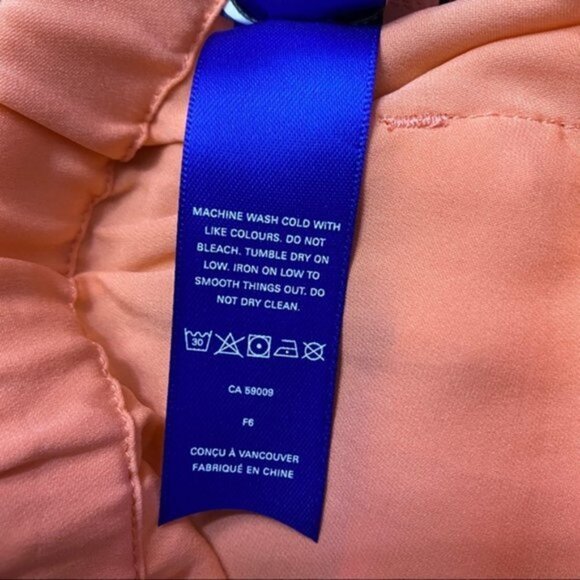 MACHINE WASH COLD WITH
LIKE COLOURS. DO NOT
BLEACH. TUMBLE DRY ON
LOW. IRON ON LOW TO
SMOOTH THINGS OUT. DO
NOT DRY CLEAN.
30
CA 59009
F6
CONÇU À VANCOUVER
FABRIQUÉ EN CHINE